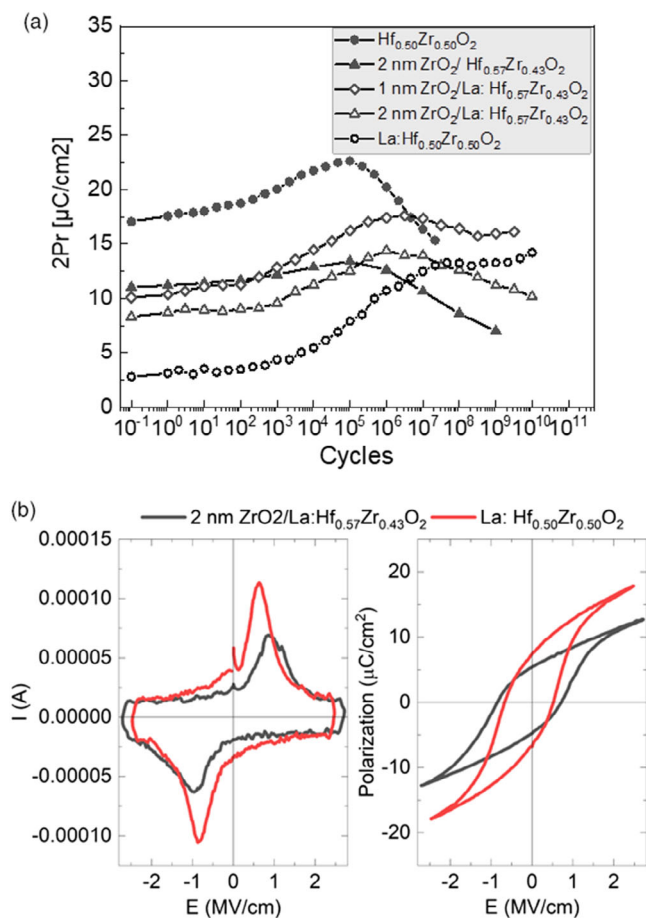 (a)
35
30
25
20
15
10
5
0
2Pr [µC/cm2]
Hf0.50Zr0.50O2
2 nm ZrO2/ Hf0.57Zr0.43O2
1 nm ZrO2/La: Hf0.57Zr0.43O2
2 nm ZrO2/La: Hf0.57Zr0.43O2
La:Hf0.50Zr0.50O2
10-1 100 101 102 103 104 105 106 107 108 109 1010 1011
Cycles
(b)
2 nm ZrO2/La:Hf0.57Zr0.43O2 La: Hf0.50Zr0.50O2
I (A)
0.00015
0.00010
0.00005
0.00000
-0.00005
-0.00010
-2 -1 0 1 2
E (MV/cm)
Polarization (µC/cm2)
20
10
0
-10
-20
-2 0 2
E (MV/cm)